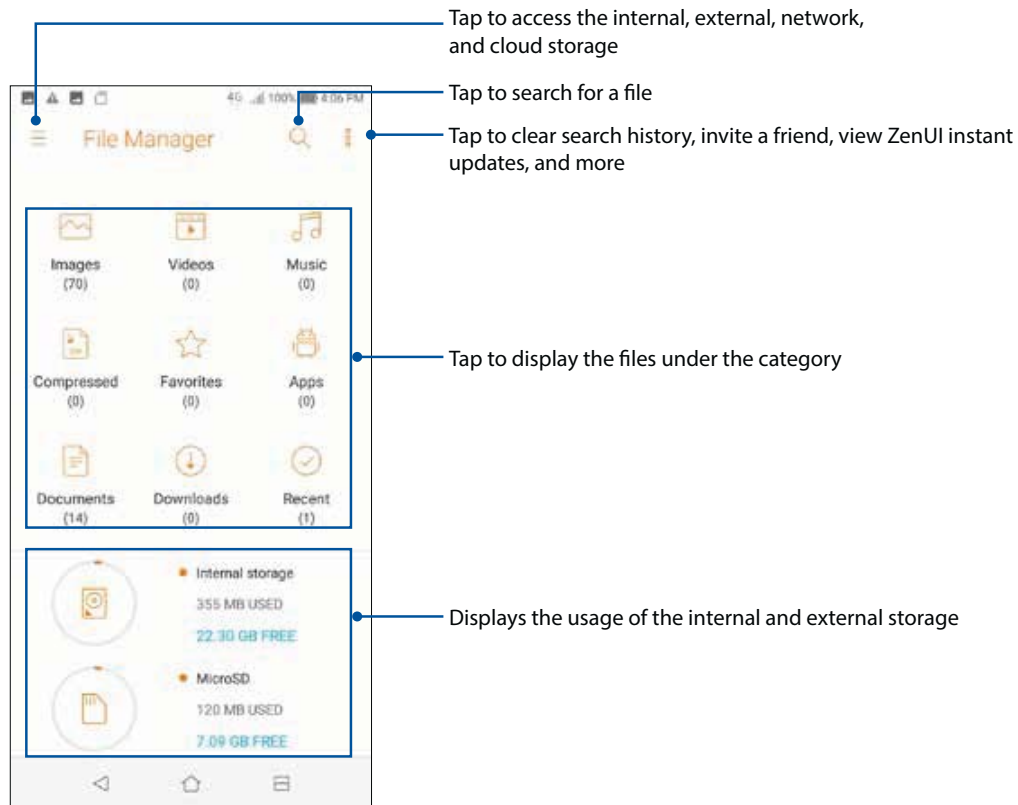 Tap to access the internal, external, network,
and cloud storage
4G 100% 4:06 PM
Tap to search for a file
File Manager
Tap to clear search history, invite a friend, view ZenUI instant
updates, and more
Images Videos Music
(70) (0) (0)
Compressed Favorites Apps
(0) (0) (0)
Tap to display the files under the category
Documents Downloads Recent
(14) (0) (1)
Internal storage
355 MB USED
22.30 GB FREE
Displays the usage of the internal and external storage
MicroSD
120 MB USED
7.09 GB FREE